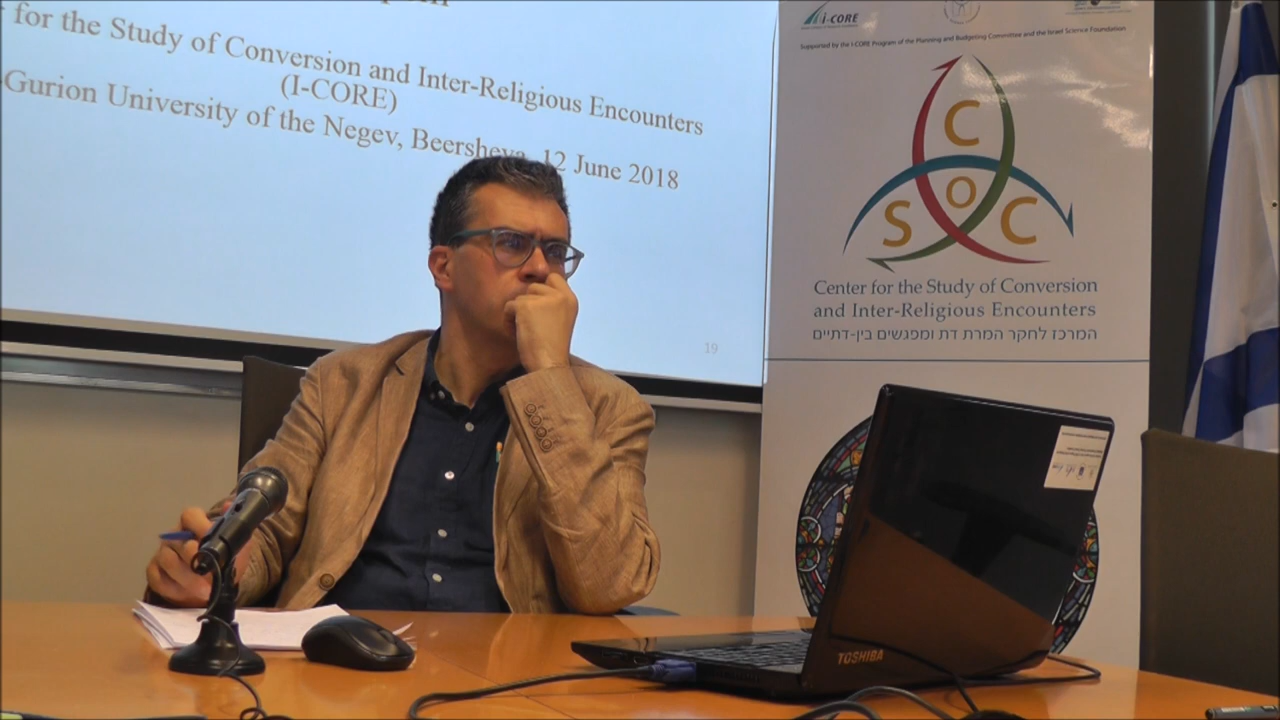 for the Study of Conversion and Inter-Religious Encounters
(I-CORE)
-Gurion University of the Negev, Beersheva, 12 June 2018
19
i-CORE
Supported by the I-CORE Program of the Planning and Budgeting Committee and the Israel Science Foundation
C
O
S C
Center for the Study of Conversion
and Inter-Religious Encounters
המרכז לחקר המרת דת ומפגשים בין-דתיים
TOSHIBA